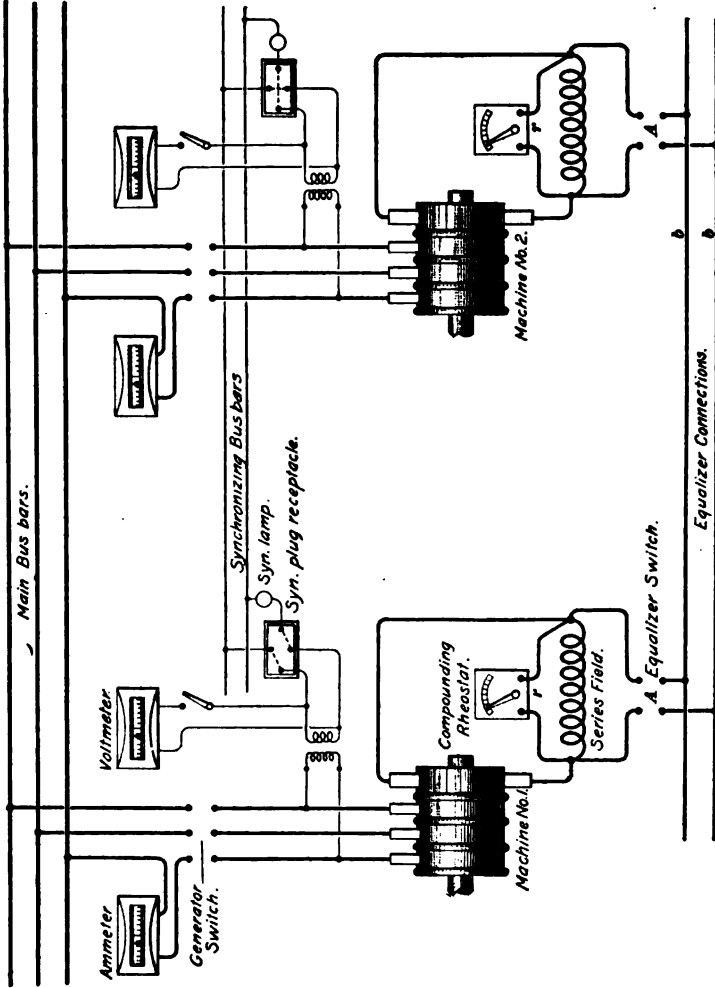 Main Bus bars.
Ammeter
Voltmeter.
Generator
Switch.
Synchronizing Bus bars
Syn. lamp.
Syn. plug receptacle.
Machine No.1.
Machine No.2.
Compounding
Rheostat.
r
r
Series Field.
A
Equalizer Switch.
A
b
b
Equalizer Connections.